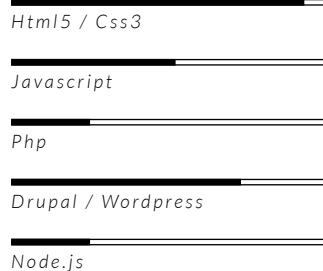 Html5 / Css3
Javascript
Php
Drupal / Wordpress
Node.js